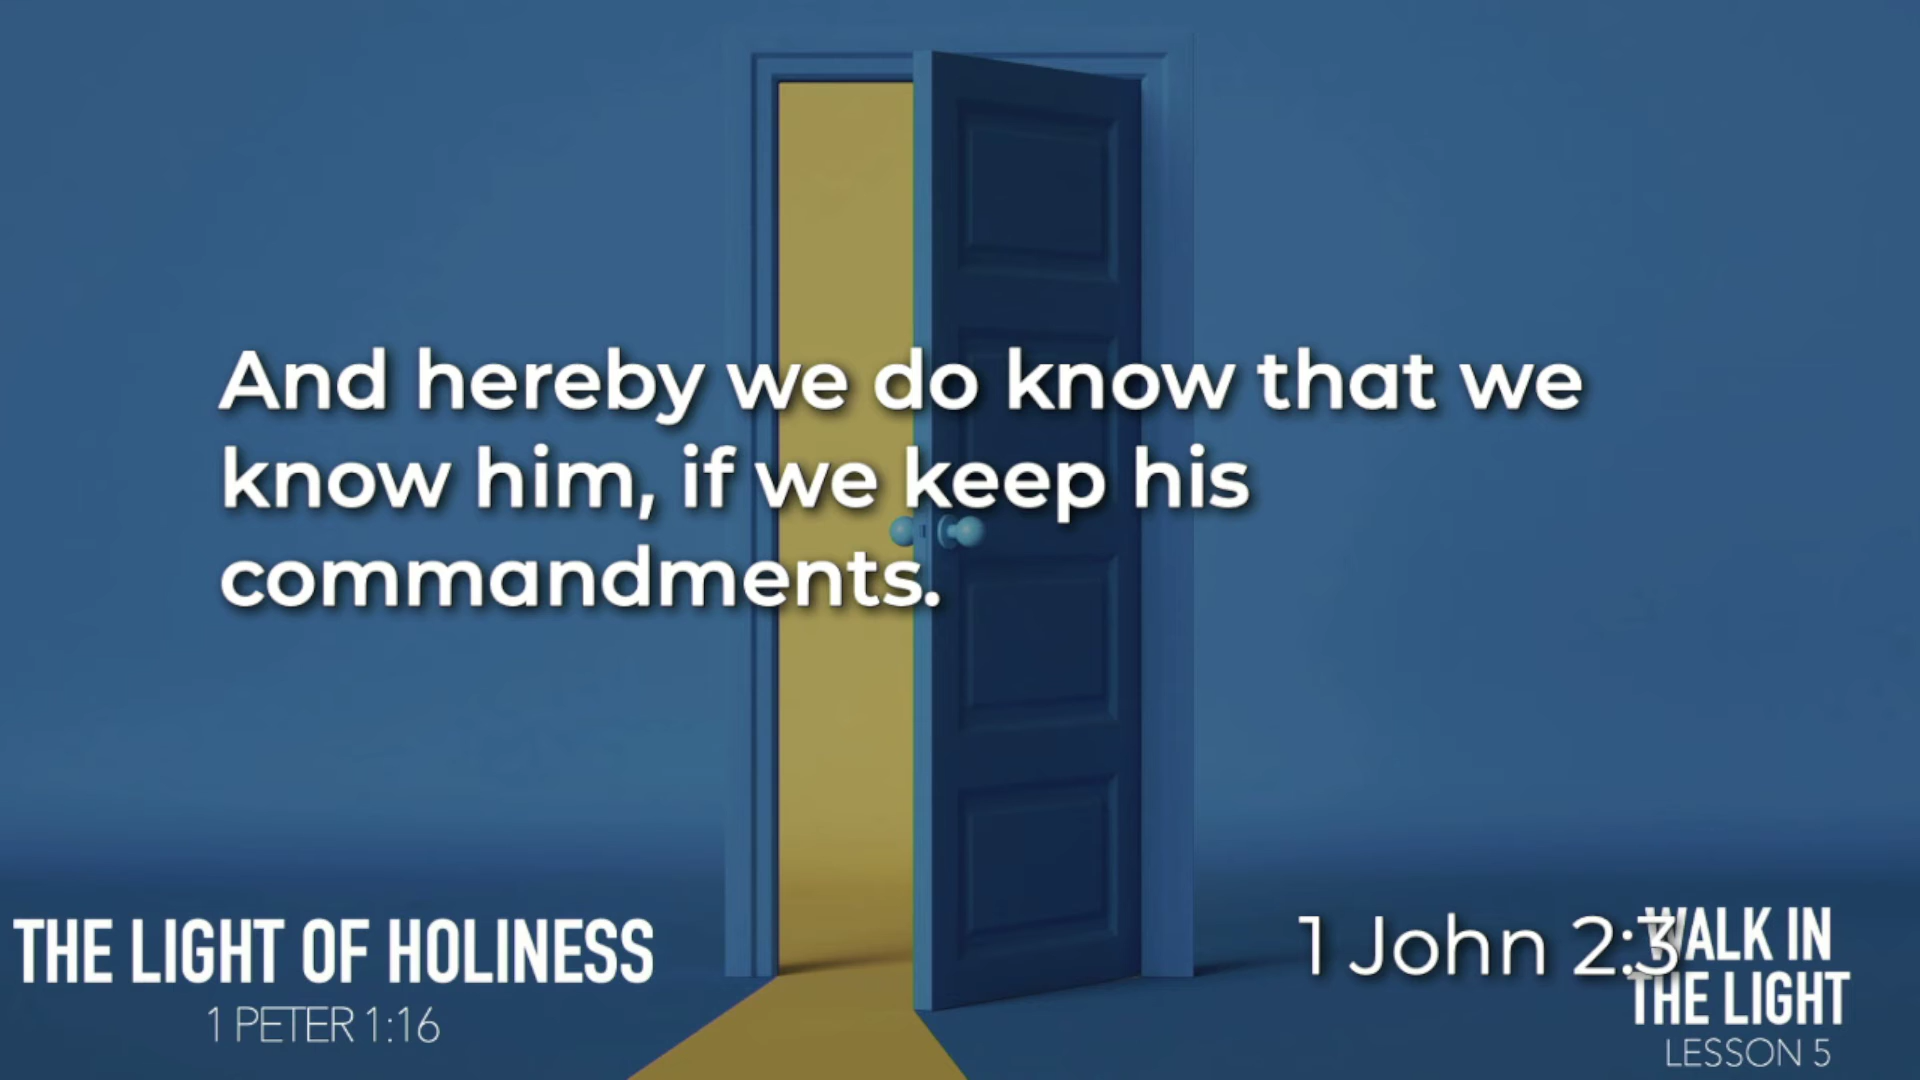 And hereby we do know that we
know him, if we keep his
commandments.
THE LIGHT OF HOLINESS
1 PETER 1:16
1 John 2:3
WALK IN
THE LIGHT
LESSON 5